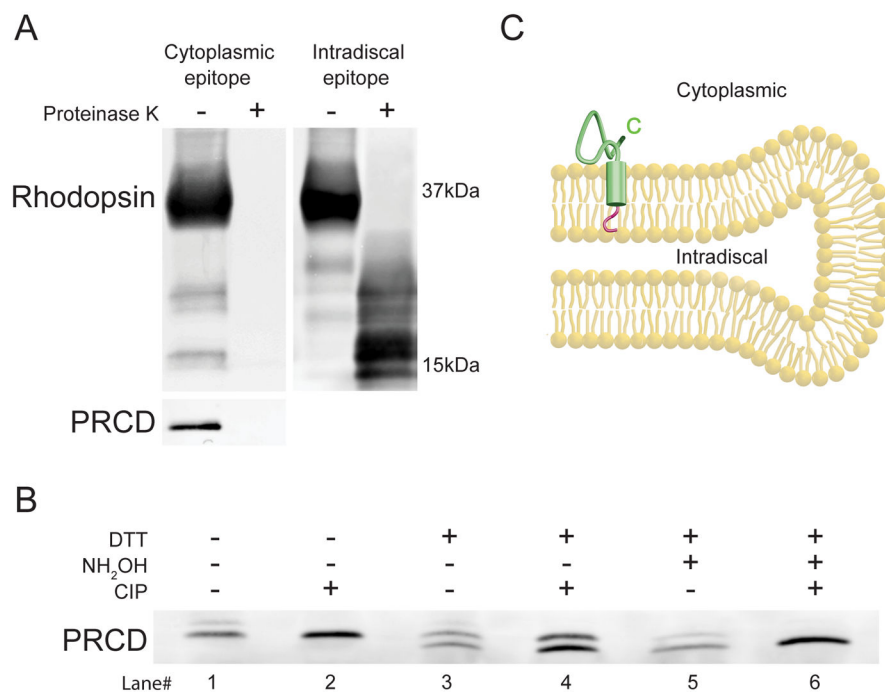 A
Cytoplasmic epitope
Intradiscal epitope
Proteinase K - + - +
Rhodopsin
37kDa
15kDa
PRCD
C
Cytoplasmic
C
Intradiscal
B
DTT - - + + + +
NH2OH - - - - + +
CIP - + - + - +
PRCD
Lane# 1 2 3 4 5 6